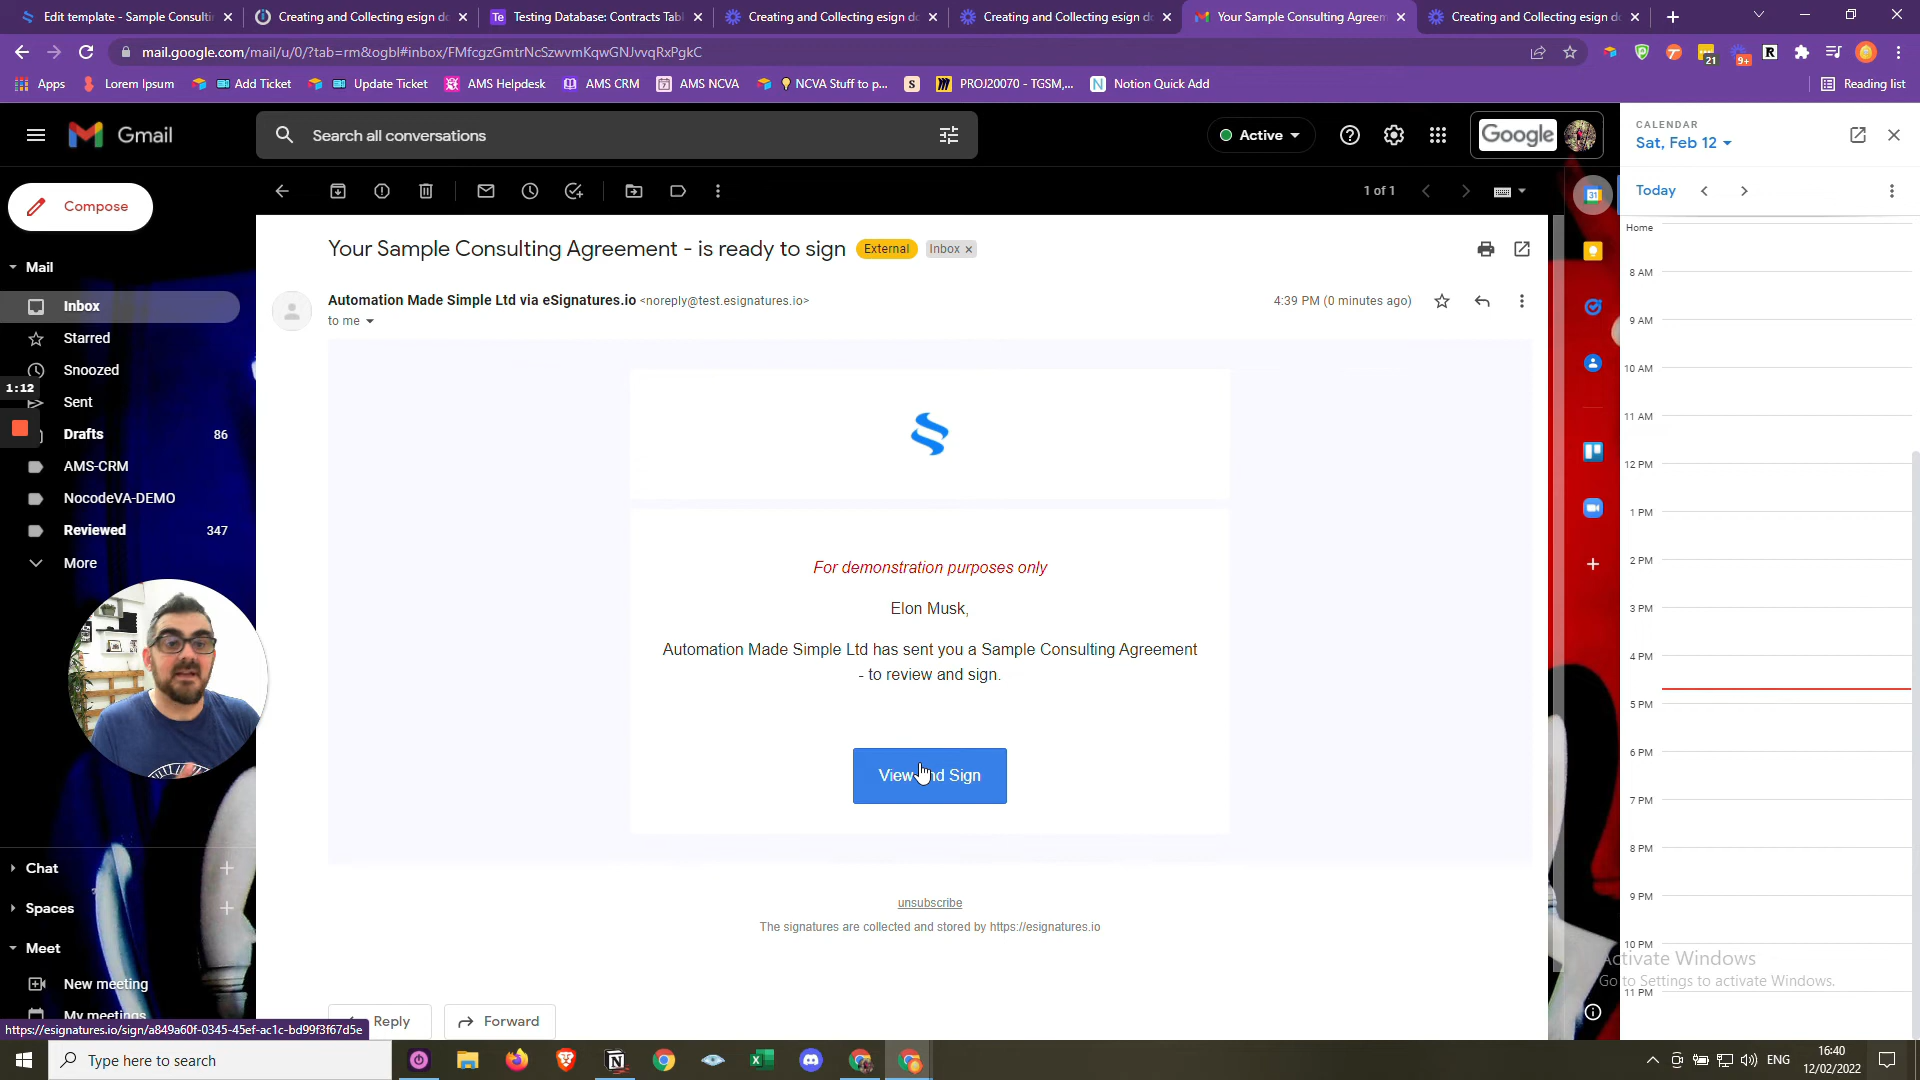 Edit template - Sample Consulti
Creating and Collecting esign do
Testing Database: Contracts Tabl
Creating and Collecting esign do
Creating and Collecting esign do
Your Sample Consulting Agreem
Creating and Collecting esign do
mail.google.com/mail/u/0/?tab=rm&ogbl#inbox/FMfcgzGmtrNcSzwvmKqwGNJvvqRxPgkC
21
9+
Apps
Lorem Ipsum
Add Ticket
Update Ticket
AMS Helpdesk
AMS CRM
AMS NCVA
NCVA Stuff to p...
PROJ20070 - TGSM,...
Notion Quick Add
Reading list
Gmail
Search all conversations
Active
Google
CALENDAR
Sat, Feb 12
Compose
1 of 1
Today
Mail
Your Sample Consulting Agreement - is ready to sign
External
Inbox
Home
Inbox
Automation Made Simple Ltd via eSignatures.io <noreply@test.esignatures.io>
4:39 PM (0 minutes ago)
to me
Starred
Snoozed
1:12
Sent
Drafts 86
AMS-CRM
NocodeVA-DEMO
Reviewed 347
More
For demonstration purposes only
Elon Musk,
Automation Made Simple Ltd has sent you a Sample Consulting Agreement
- to review and sign.
View and Sign
unsubscribe
The signatures are collected and stored by https://esignatures.io
Reply
Forward
Chat
Spaces
Meet
New meeting
My meetings
https://esignatures.io/sign/a849a60f-0345-45ef-ac1c-bd99f3f67d5e
8 AM
9 AM
10 AM
11 AM
12 PM
1 PM
2 PM
3 PM
4 PM
5 PM
6 PM
7 PM
8 PM
9 PM
10 PM
11 PM
Activate Windows
Go to Settings to activate Windows.
Type here to search
ENG
16:40
12/02/2022